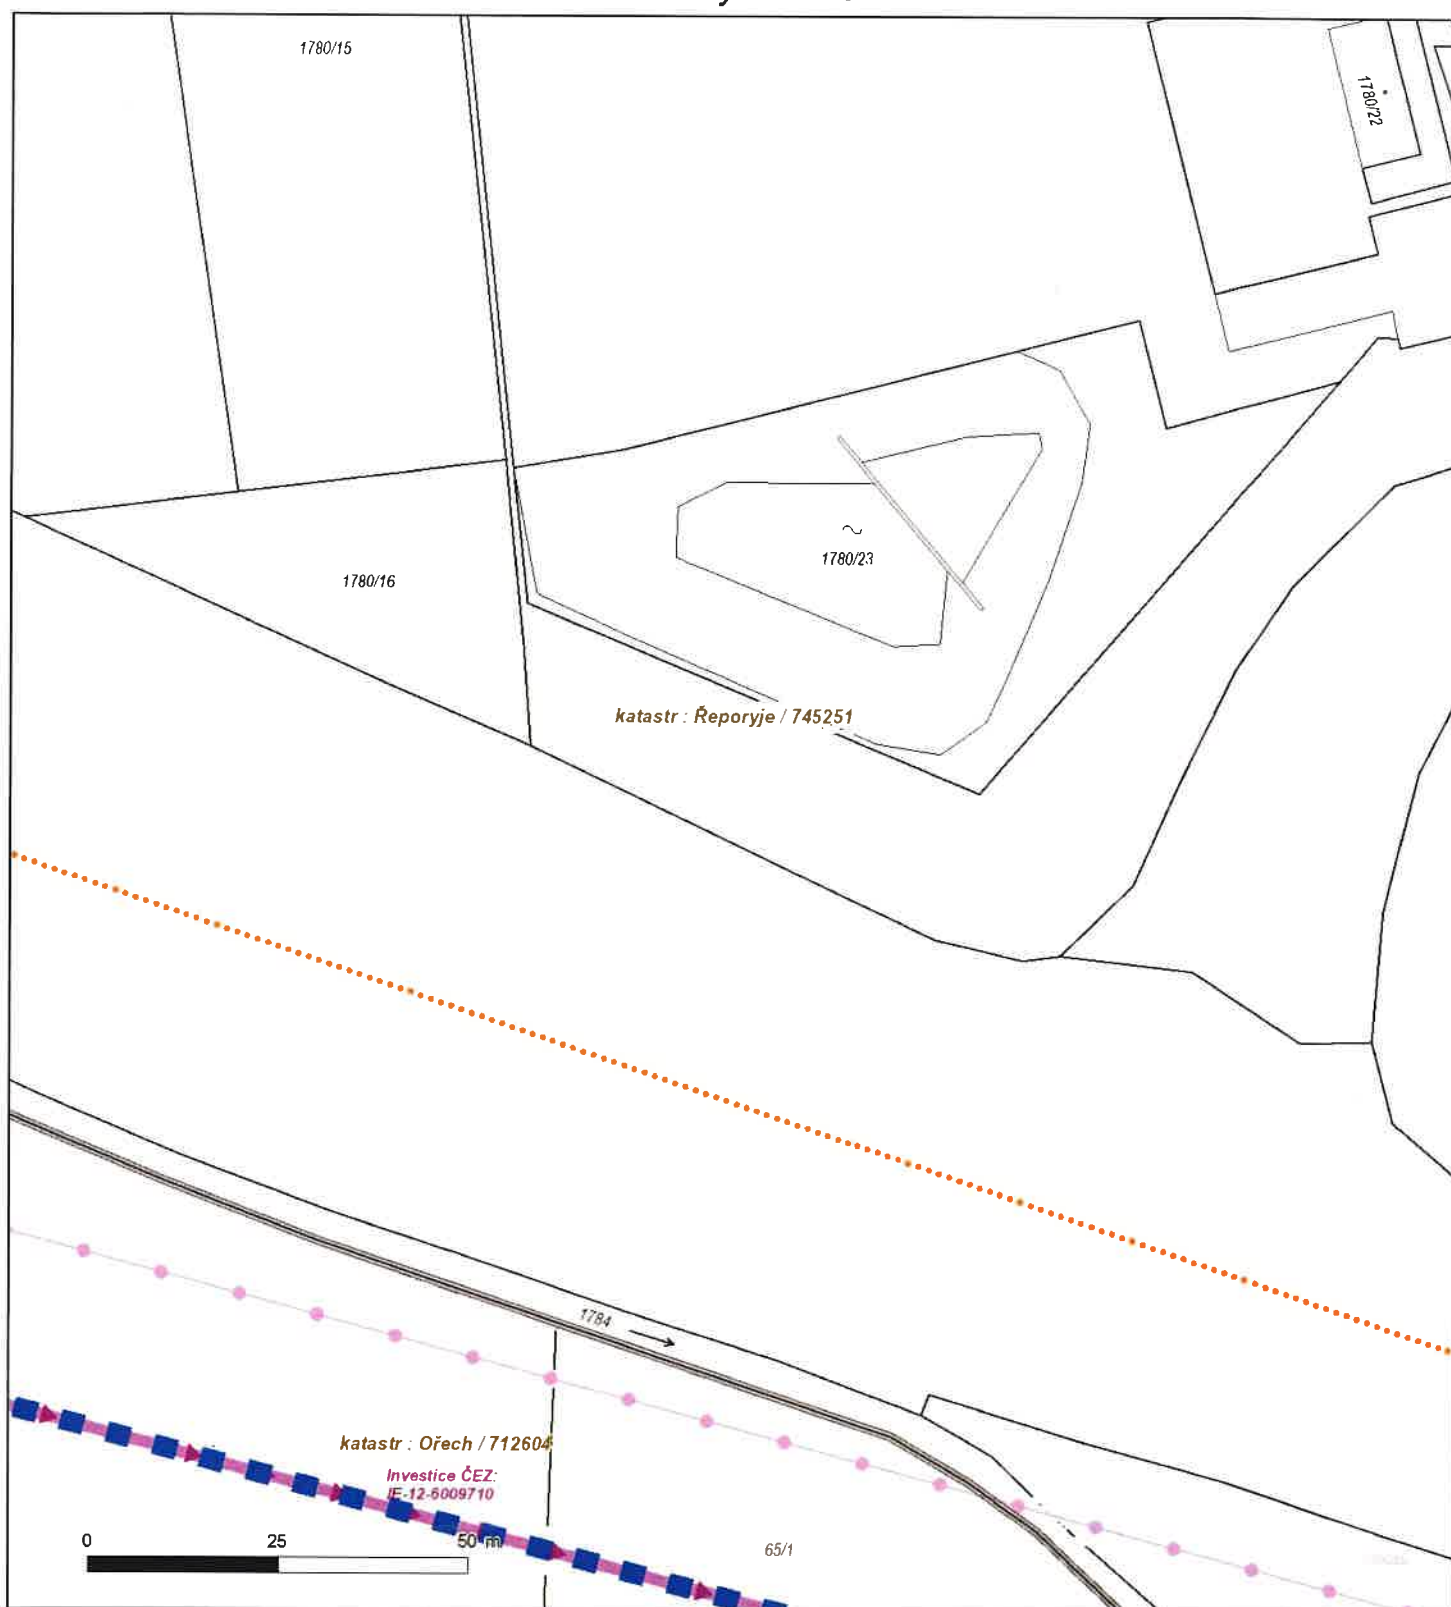 1780/15
1780/22
1780/23
1780/16
katastr : Řeporyje / 745251
1784
katastr : Ořech / 712604
Investice ČEZ:
IE-12-6009710
0 25 50 m
65/1